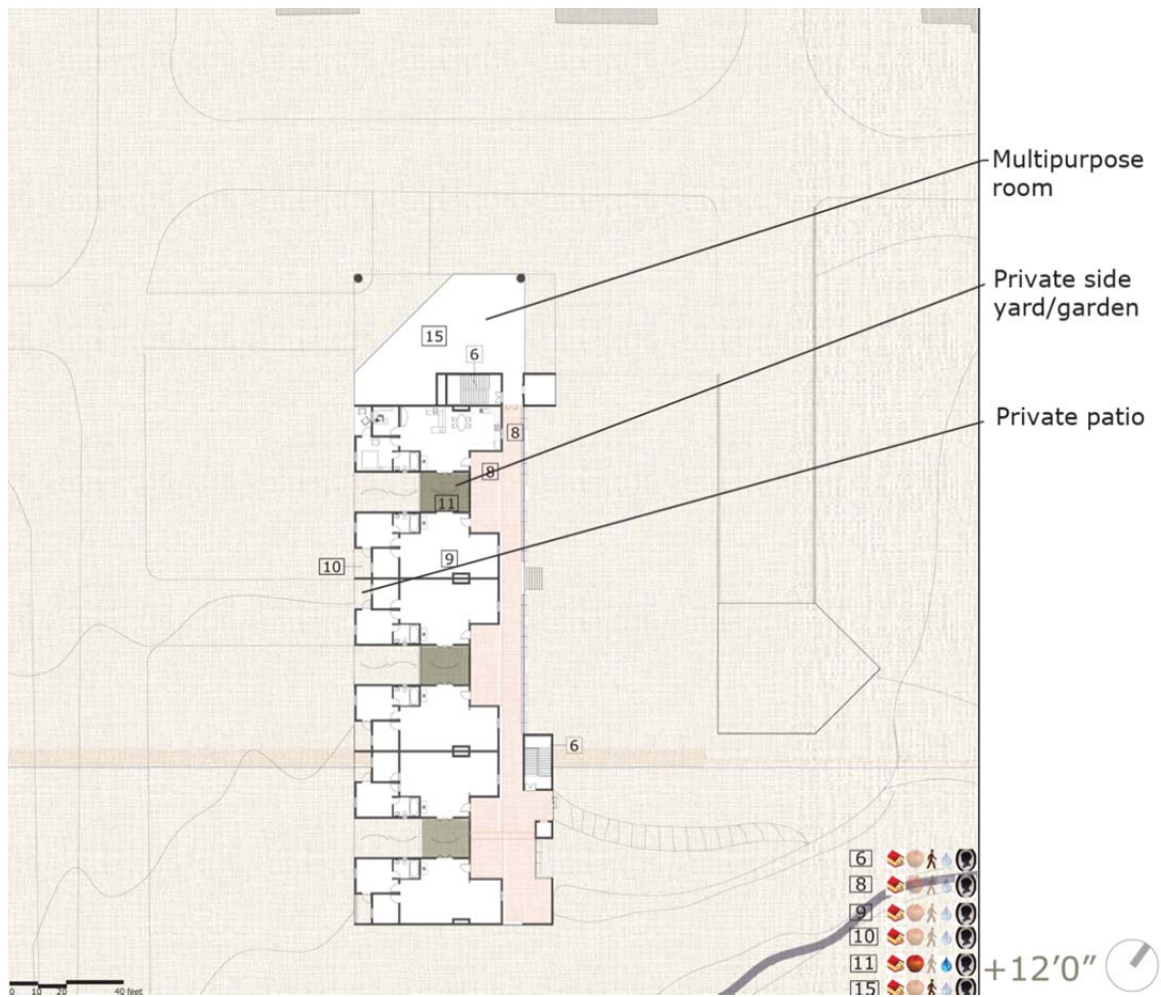 Multipurpose
room
Private side
yard/garden
Private patio
15
6
8
8
11
9
10
6
6
8
9
10
11
15
+12’0”
0 10 20 40 feet